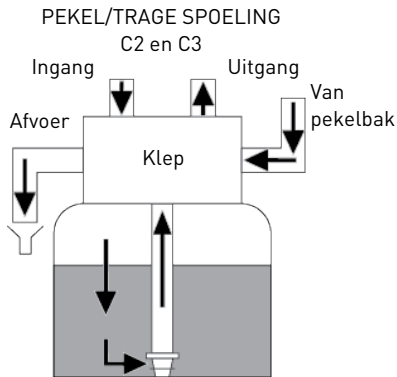 PEKEL/TRAGE SPOELING
C2 en C3
Ingang
Uitgang
Afvoer
Van
pekelbak
Klep